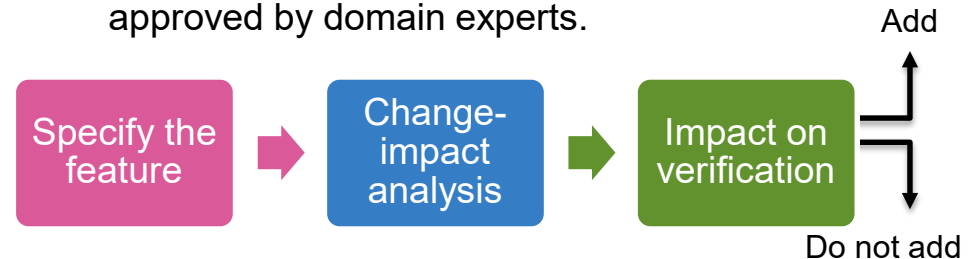 approved by domain experts.
Add
Specify the
feature
Change-
impact
analysis
Impact on
verification
Do not add